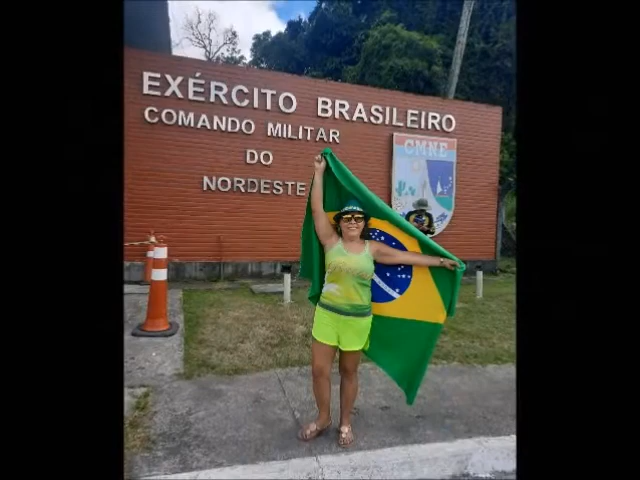 EXÉRCITO BRASILEIRO
COMANDO MILITAR
DO
NORDESTE
CMNE